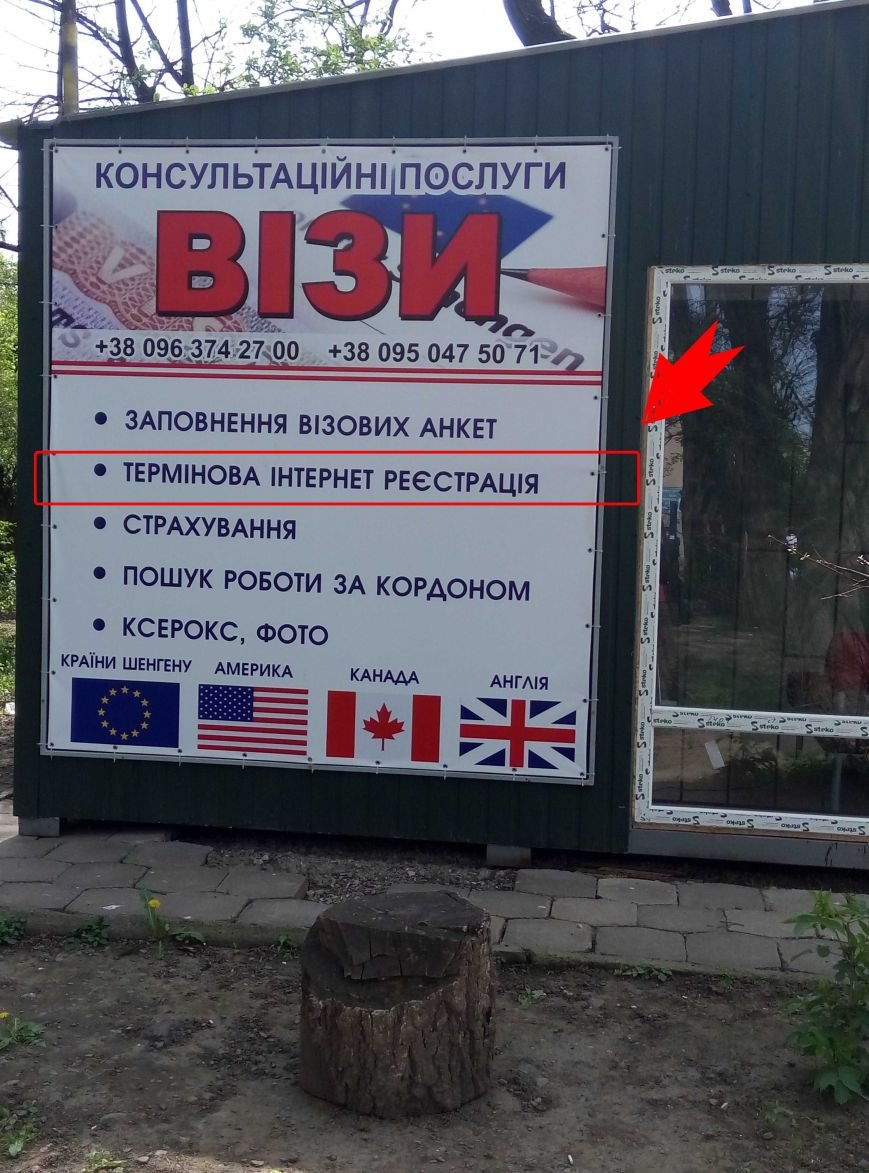 КОНСУЛЬТАЦІЙНІ ПОСЛУГИ
ВІЗИ
+38 096 374 27 00 +38 095 047 50 71
• ЗАПОВНЕННЯ ВІЗОВИХ АНКЕТ
• ТЕРМІНОВА ІНТЕРНЕТ РЕЄСТРАЦІЯ
• СТРАХУВАННЯ
• ПОШУК РОБОТИ ЗА КОРДОНОМ
• КСЕРОКС, ФОТО
КРАЇНИ ШЕНГЕНУ АМЕРИКА КАНАДА АНГЛІЯ
steko